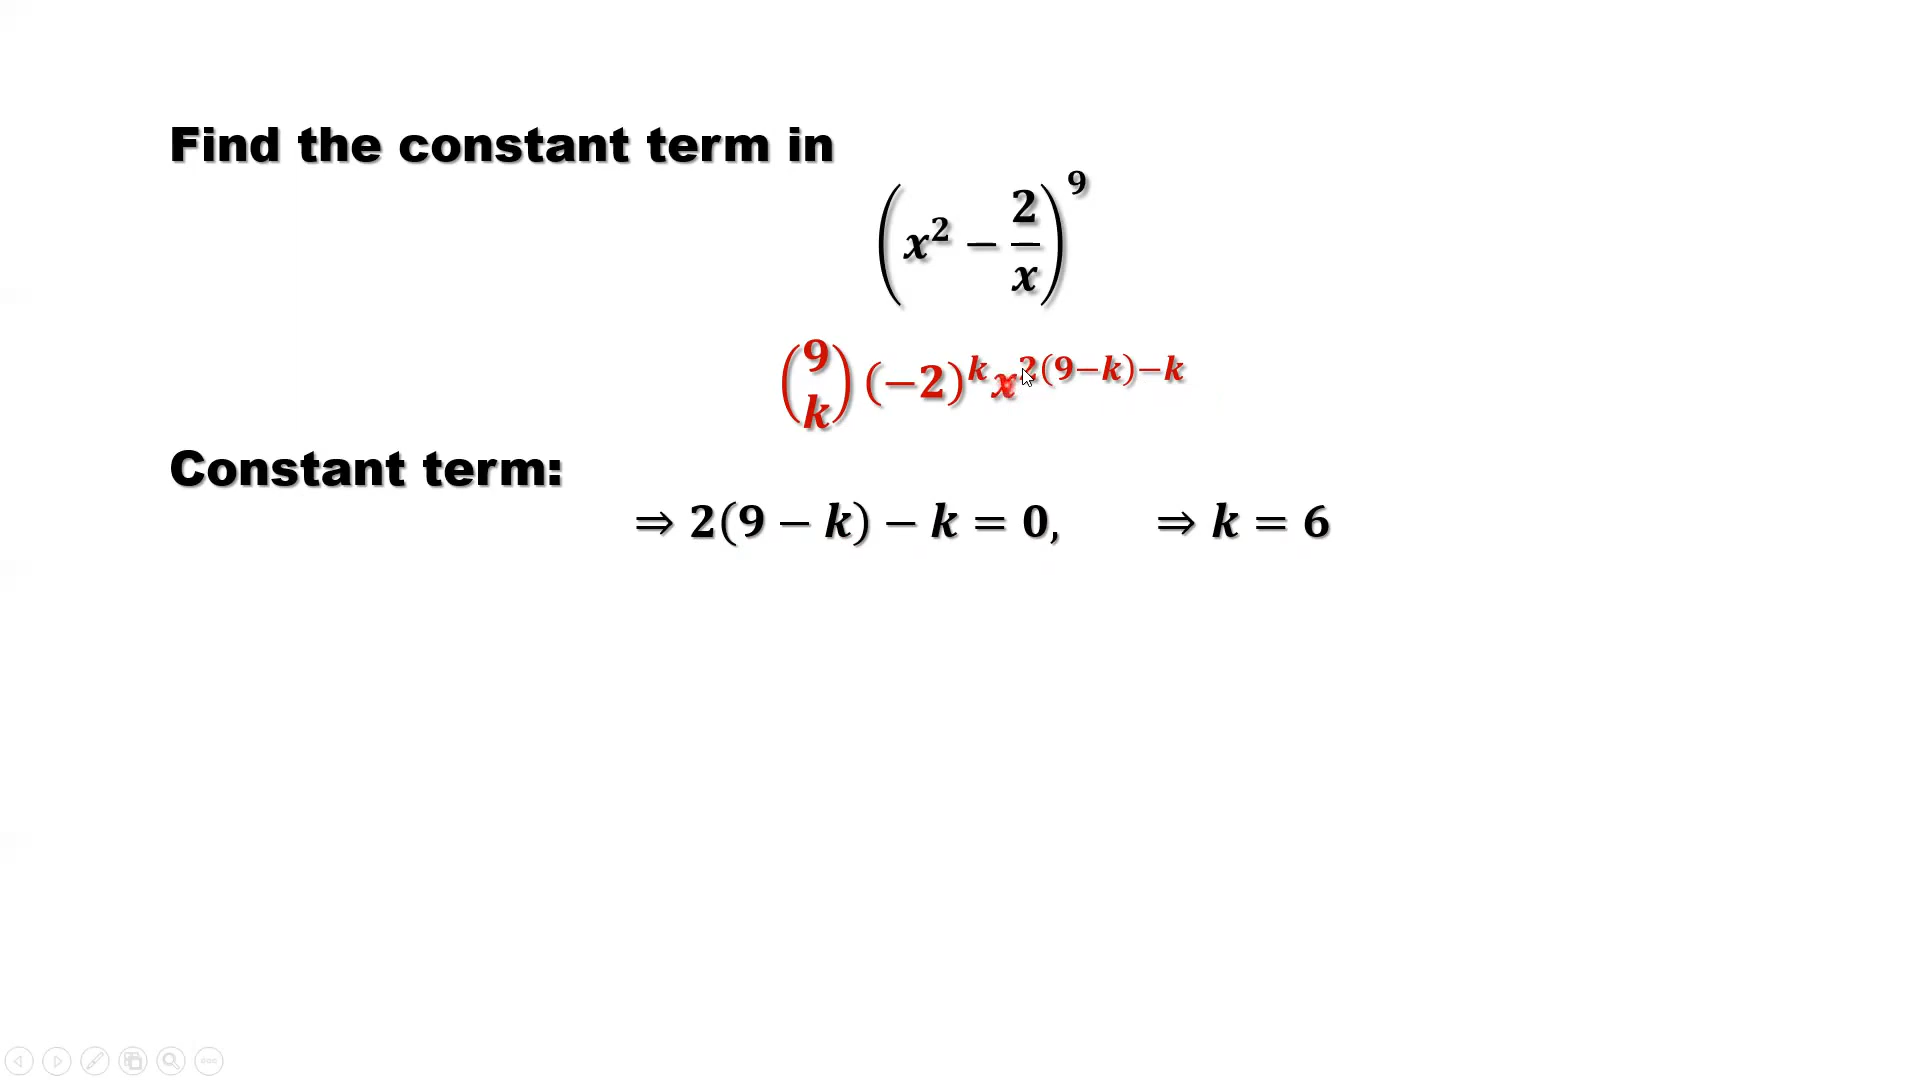 Find the constant term in
(x² − 2/x)⁹
(9 k) (−2)ᵏ x²⁽⁹⁻ᵏ⁾⁻ᵏ
Constant term:
⇒ 2(9 − k) − k = 0, ⇒ k = 6